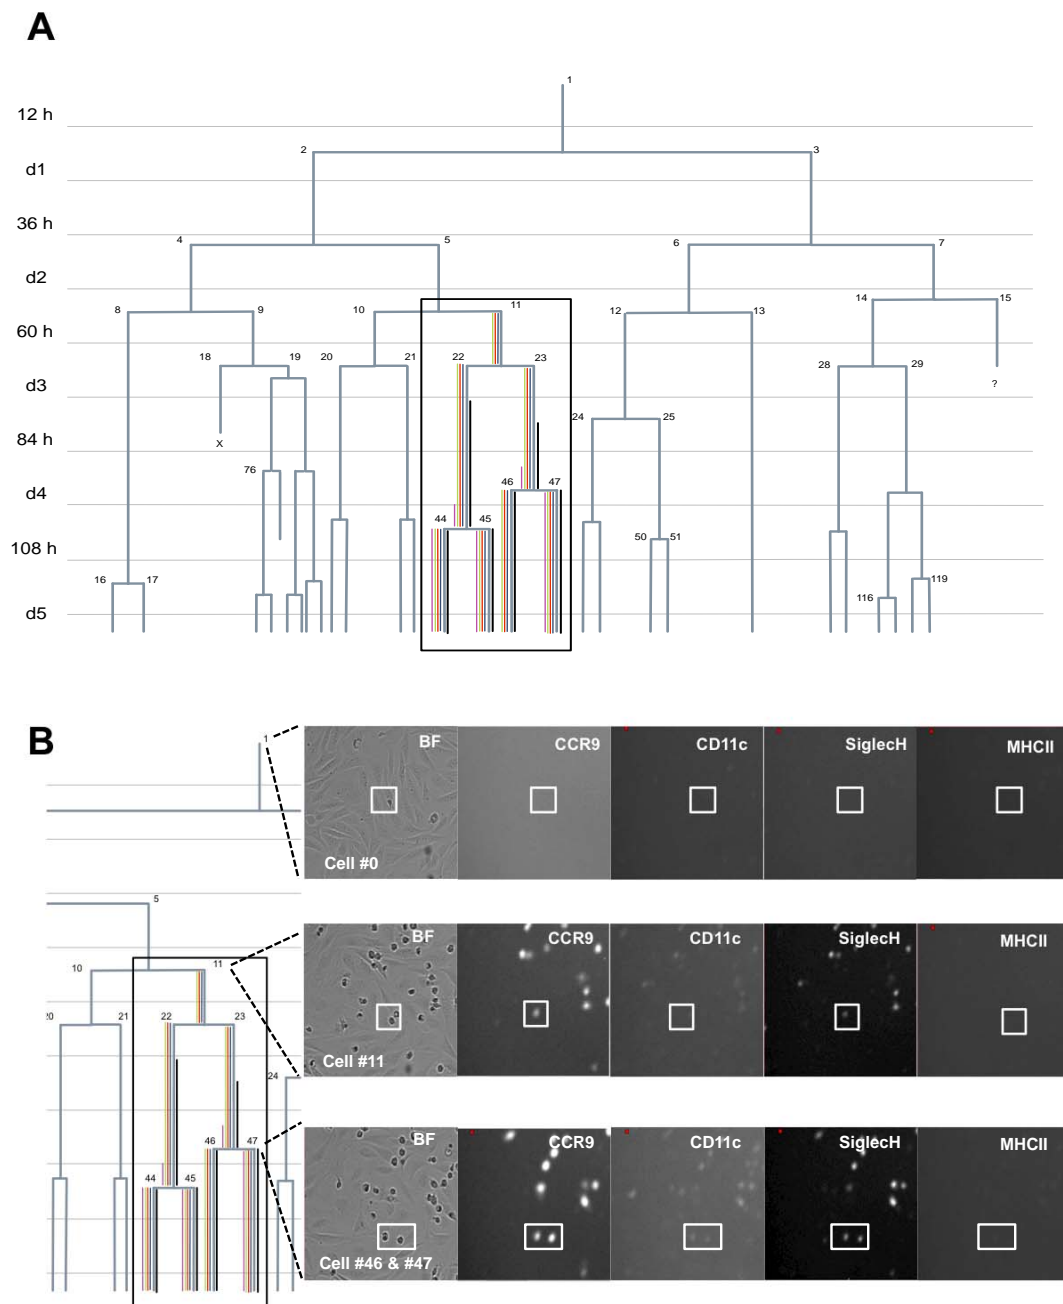 A
1
12 h
2 3
d1
36 h
4 5 6 7
d2
8 9 10 11 12 13 14 15
60 h
18 19 20 21 22 23 28 29
d3
?
24 25
84 h
X
76 46 47
d4
44 45
108 h
50 51
16 17 116 119
d5
B
1
BF CCR9 CD11c SiglecH MHCII
Cell #0
5
10 11
BF CCR9 CD11c SiglecH MHCII
20 21 22 23
Cell #11
24
46 47
BF CCR9 CD11c SiglecH MHCII
44 45
Cell #46 & #47